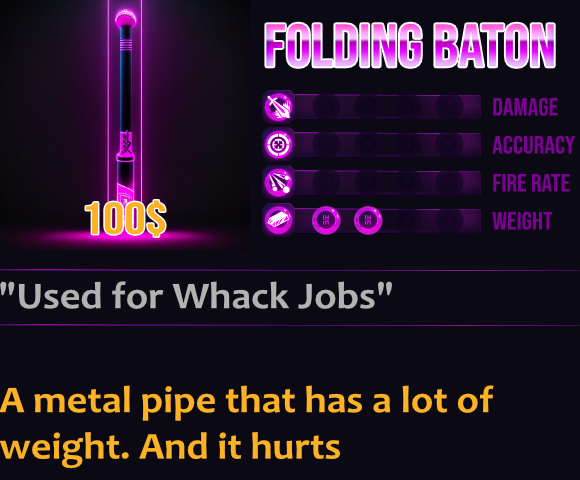 FOLDING BATON
DAMAGE
ACCURACY
FIRE RATE
WEIGHT
100$
"Used for Whack Jobs"
A metal pipe that has a lot of
weight. And it hurts